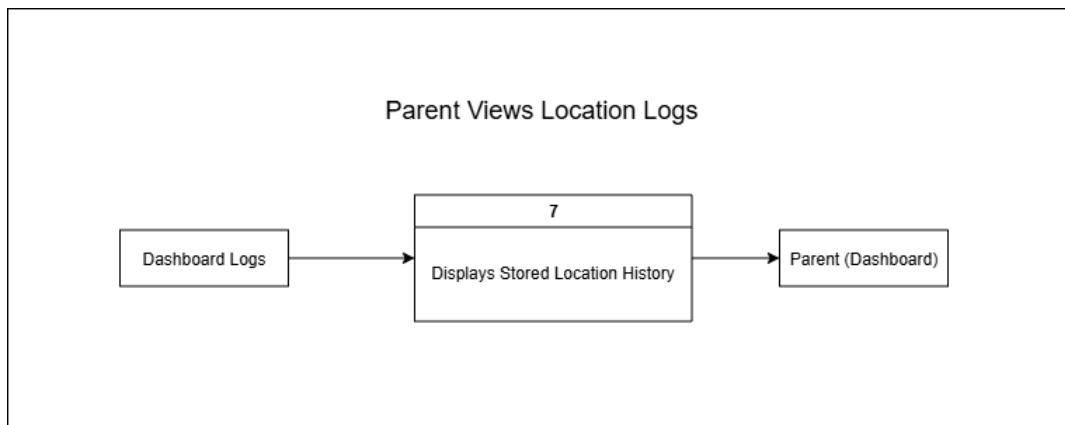 Parent Views Location Logs
7
Dashboard Logs
Displays Stored Location History
Parent (Dashboard)